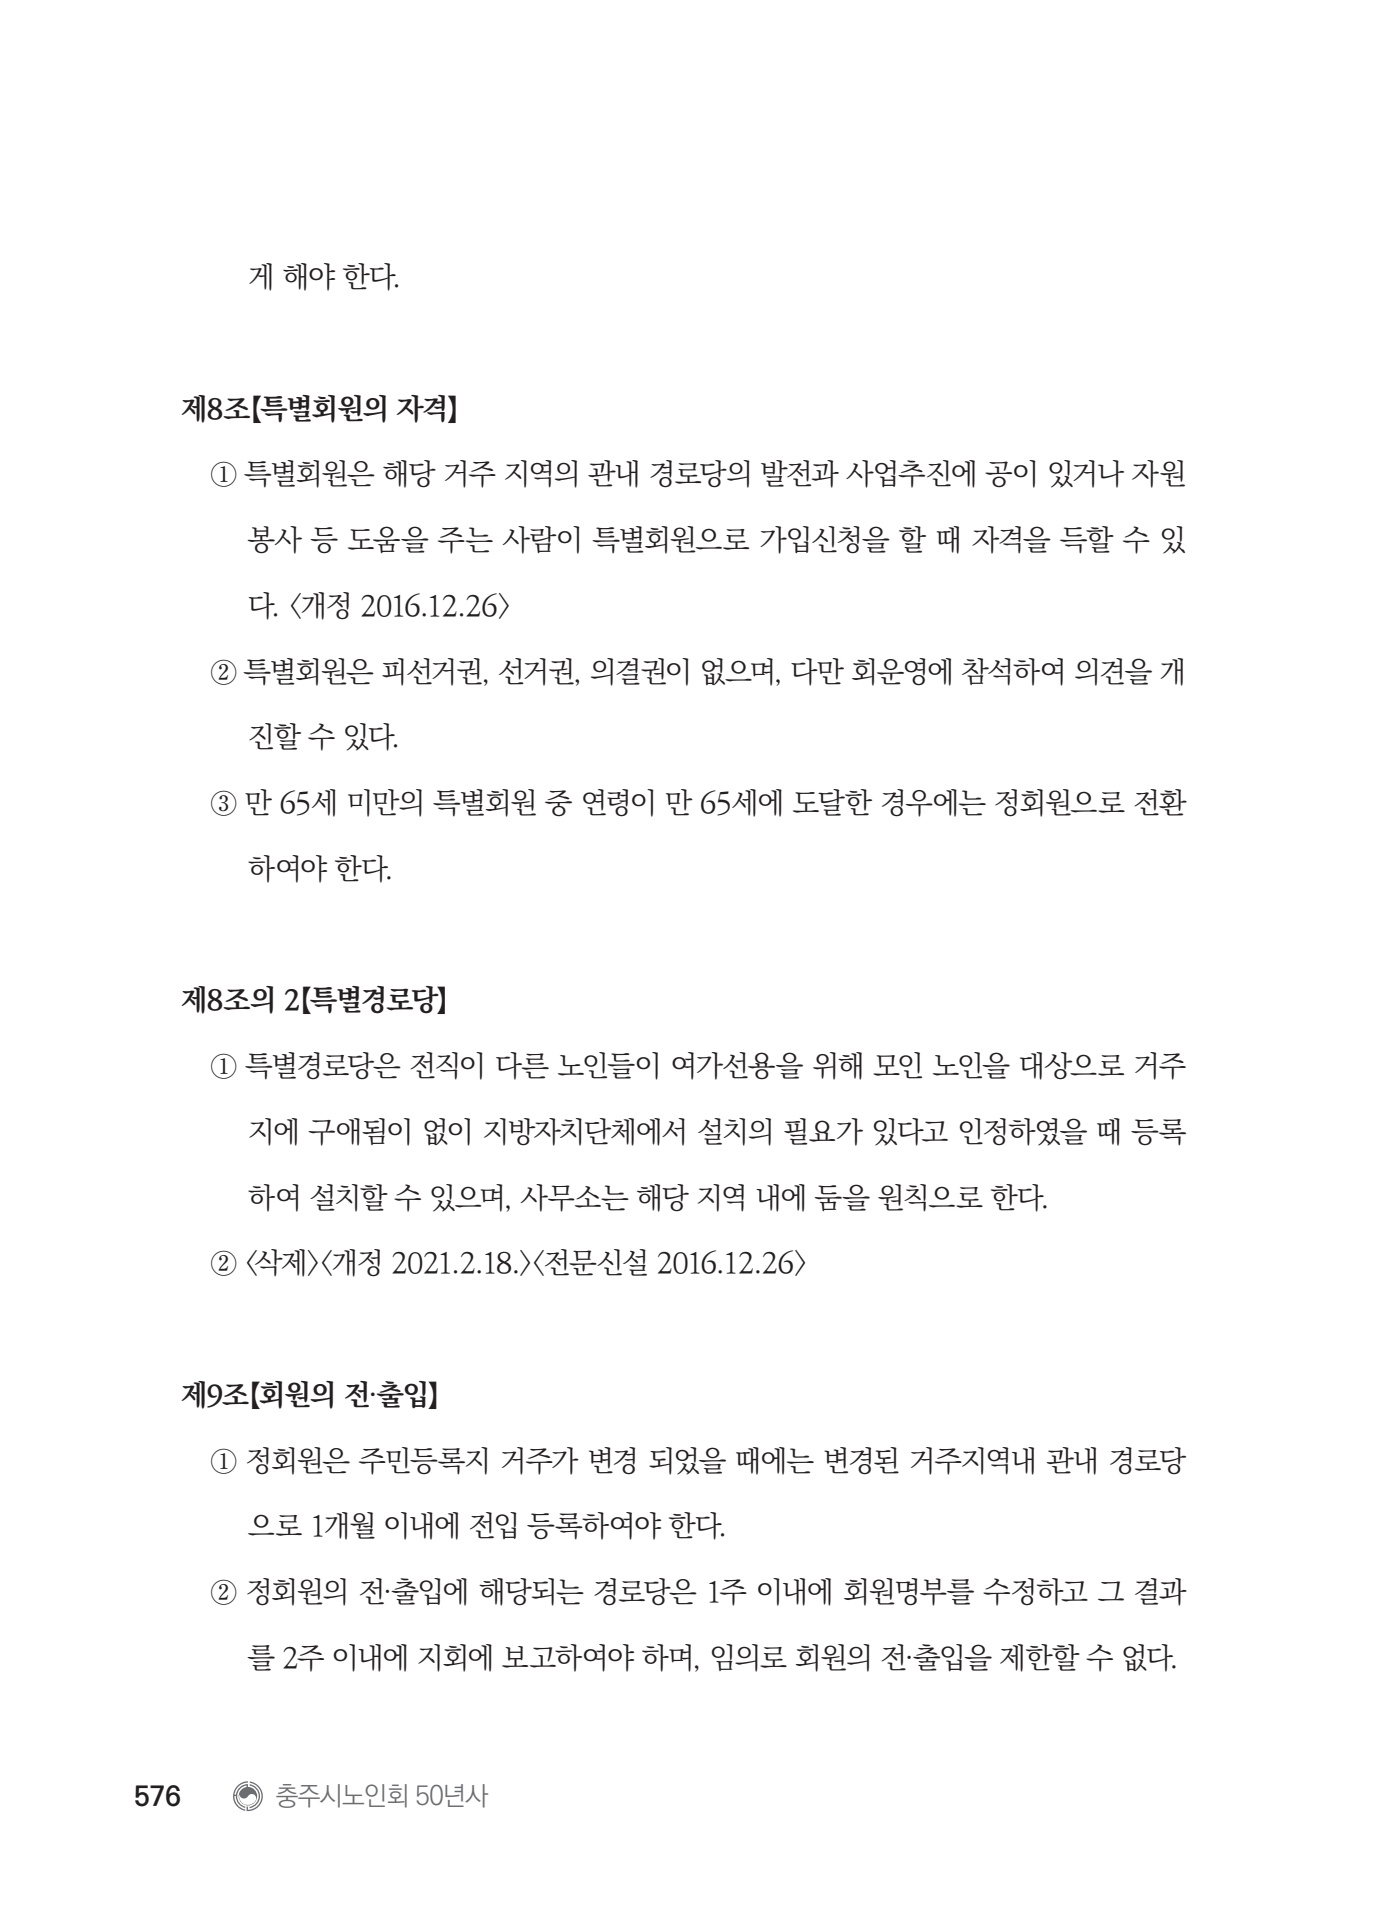 게 해야 한다.
제8조【특별회원의 자격】
① 특별회원은 해당 거주 지역의 관내 경로당의 발전과 사업추진에 공이 있거나 자원
봉사 등 도움을 주는 사람이 특별회원으로 가입신청을 할 때 자격을 득할 수 있
다. 〈개정 2016.12.26〉
② 특별회원은 피선거권, 선거권, 의결권이 없으며, 다만 회운영에 참석하여 의견을 개
진할 수 있다.
③ 만 65세 미만의 특별회원 중 연령이 만 65세에 도달한 경우에는 정회원으로 전환
하여야 한다.
제8조의 2【특별경로당】
① 특별경로당은 전직이 다른 노인들이 여가선용을 위해 모인 노인을 대상으로 거주
지에 구애됨이 없이 지방자치단체에서 설치의 필요가 있다고 인정하였을 때 등록
하여 설치할 수 있으며, 사무소는 해당 지역 내에 둠을 원칙으로 한다.
② 〈삭제〉〈개정 2021.2.18.〉〈전문신설 2016.12.26〉
제9조【회원의 전·출입】
① 정회원은 주민등록지 거주가 변경 되었을 때에는 변경된 거주지역내 관내 경로당
으로 1개월 이내에 전입 등록하여야 한다.
② 정회원의 전·출입에 해당되는 경로당은 1주 이내에 회원명부를 수정하고 그 결과
를 2주 이내에 지회에 보고하여야 하며, 임의로 회원의 전·출입을 제한할 수 없다.
576 충주시노인회 50년사